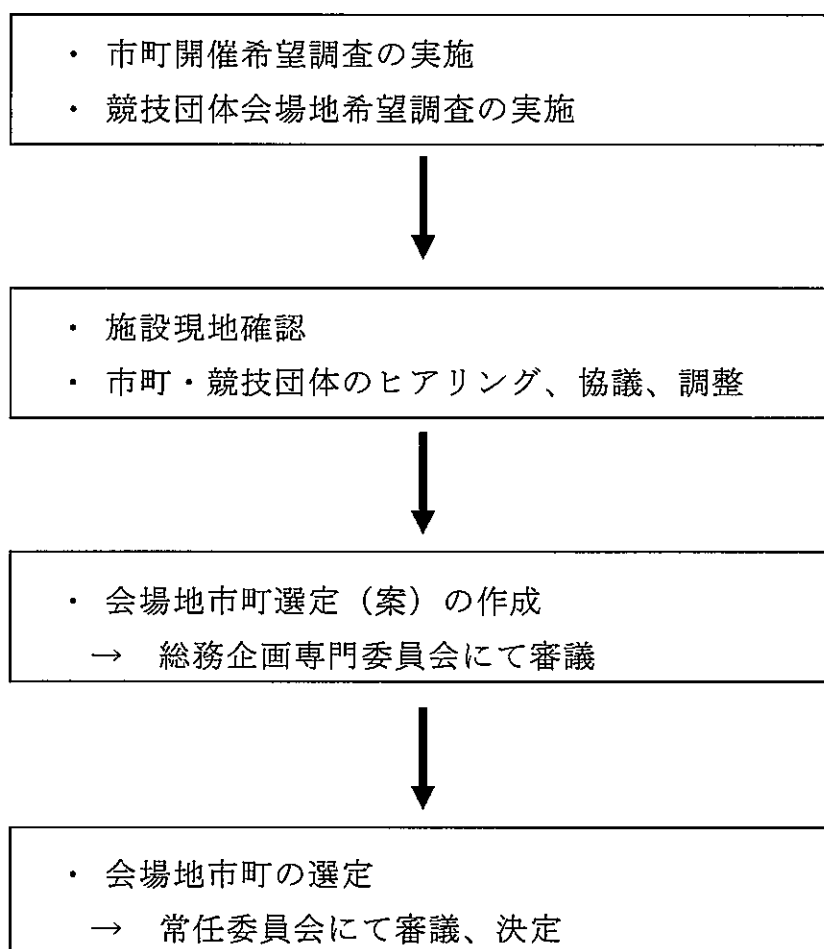 ・ 市町開催希望調査の実施
・ 競技団体会場地希望調査の実施
・ 施設現地確認
・ 市町・競技団体のヒアリング、協議、調整
・ 会場地市町選定（案）の作成
→ 総務企画専門委員会にて審議
・ 会場地市町の選定
→ 常任委員会にて審議、決定